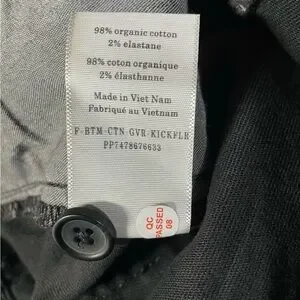 98% organic cotton
2% elastane
98% coton organique
2% élasthanne
Made in Viet Nam
Fabriqué au Vietnam
F-BTM-CTN-GVR-KICKFLR
PP7478676633
QC
PASSED
08